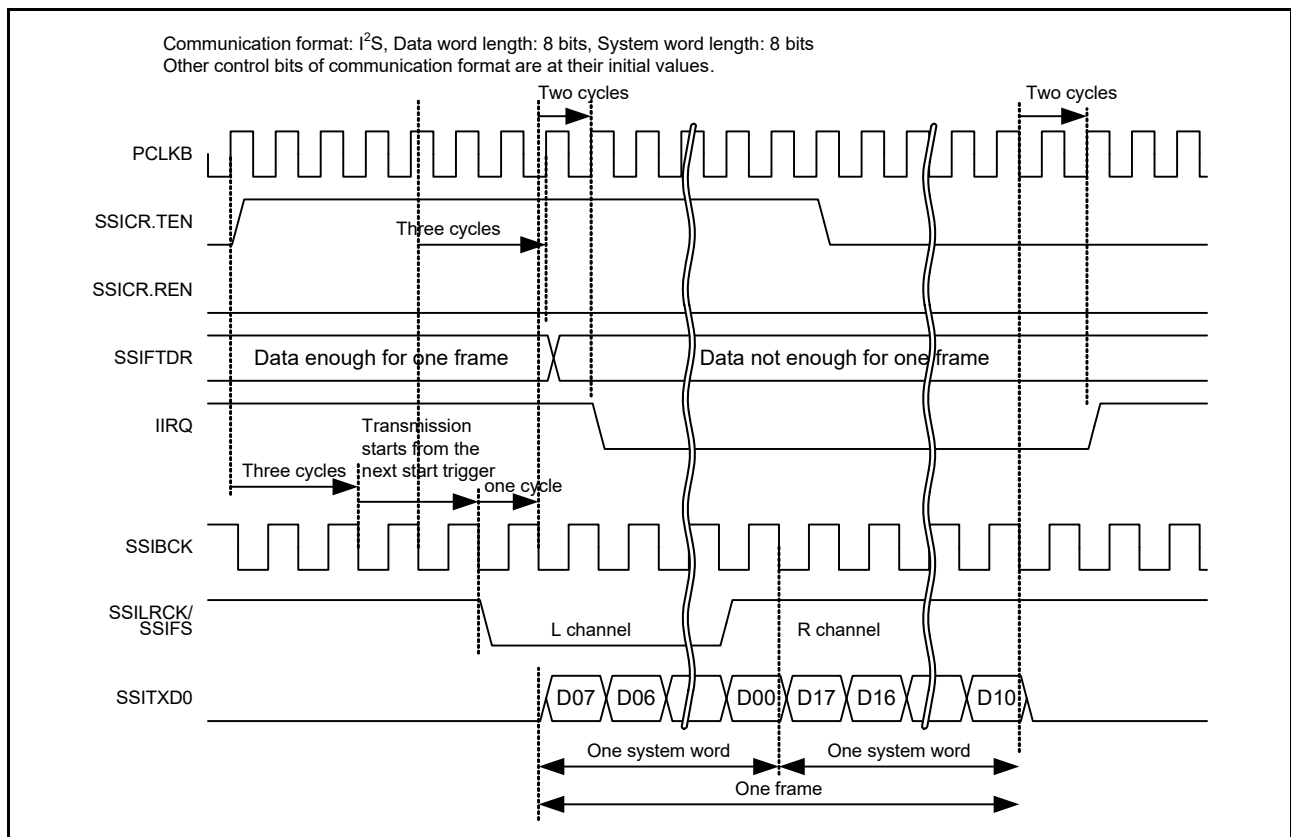 Communication format: I²S, Data word length: 8 bits, System word length: 8 bits
Other control bits of communication format are at their initial values.
Two cycles
Two cycles
PCLKB
SSICR.TEN
Three cycles
SSICR.REN
SSIFTDR
Data enough for one frame
Data not enough for one frame
IIRQ
Transmission
starts from the
next start trigger
Three cycles
one cycle
SSIBCK
SSILRCK/
SSIFS
L channel
R channel
SSITXD0
D07
D06
D00
D17
D16
D10
One system word
One system word
One frame